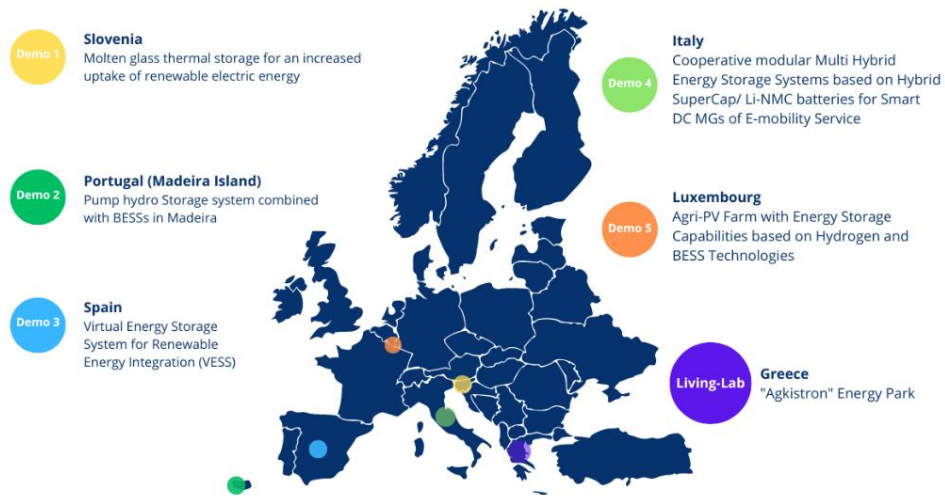 Demo 1
Slovenia
Molten glass thermal storage for an increased
uptake of renewable electric energy
Demo 2
Portugal (Madeira Island)
Pump hydro Storage system combined
with BESSs in Madeira
Demo 3
Spain
Virtual Energy Storage
System for Renewable
Energy Integration (VESS)
Demo 4
Italy
Cooperative modular Multi Hybrid
Energy Storage Systems based on Hybrid
SuperCap/ Li-NMC batteries for Smart
DC MGs of E-mobility Service
Demo 5
Luxembourg
Agri-PV Farm with Energy Storage
Capabilities based on Hydrogen and
BESS Technologies
Living-Lab
Greece
"Agkistron" Energy Park